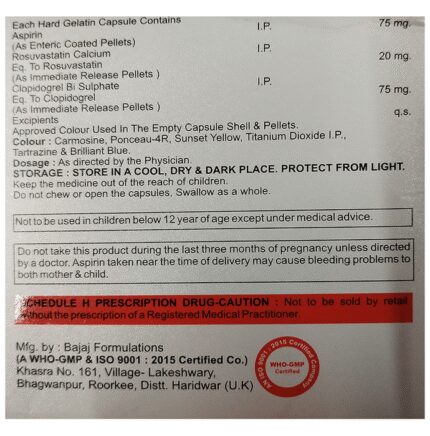 Each Hard Gelatin Capsule Contains
Aspirin I.P. 75 mg.
(As Enteric Coated Pellets)
Rosuvastatin Calcium I.P.
Eq. To Rosuvastatin 20 mg.
(As Immediate Release Pellets )
Clopidogrel Bi Sulphate I.P.
Eq. To Clopidogrel 75 mg.
(As Immediate Release Pellets )
Excipients q.s.
Approved Colour Used In The Empty Capsule Shell & Pellets.
Colour : Carmosine, Ponceau-4R, Sunset Yellow, Titanium Dioxide I.P.,
Tartrazine & Brilliant Blue.
Dosage : As directed by the Physician.
STORAGE : STORE IN A COOL, DRY & DARK PLACE. PROTECT FROM LIGHT.
Keep the medicine out of the reach of children.
Do not chew or open the capsules, Swallow as a whole.
Not to be used in children below 12 year of age except under medical advice.
Do not take this product during the last three months of pregnancy unless directed
by a doctor. Aspirin taken near the time of delivery may cause bleeding problems to
both mother & child.
SCHEDULE H PRESCRIPTION DRUG-CAUTION : Not to be sold by retail
without the prescription of a Registered Medical Practitioner.
Mfg. by : Bajaj Formulations
(A WHO-GMP & ISO 9001 : 2015 Certified Co.)
Khasra No. 161, Village- Lakeshwary,
Bhagwanpur, Roorkee, Distt. Haridwar (U.K)
AN ISO 9001 - 2015 Certified Company
WHO-GMP
Certified